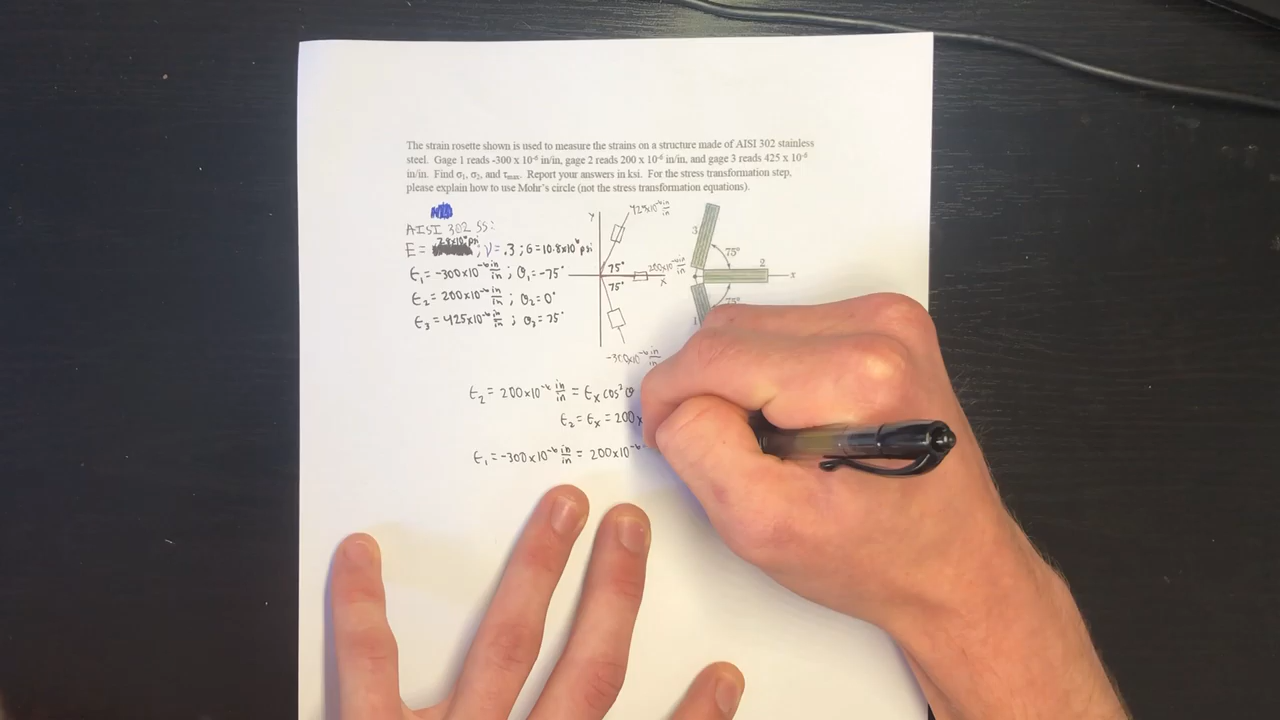 The strain rosette shown is used to measure the strains on a structure made of AISI 302 stainless
steel. Gage 1 reads -300 x 10⁻⁶ in/in, gage 2 reads 200 x 10⁻⁶ in/in, and gage 3 reads 425 x 10⁻⁶
in/in. Find σ₁, σ₂, and τₘₐₓ. Report your answers in ksi. For the stress transformation step,
please explain how to use Mohr's circle (not the stress transformation equations).
AISI 302 SS:
E = 28x10⁶ psi ; ν = .3 ; G = 10.8x10⁶ psi
ε₁ = -300x10⁻⁶ in/in ; θ₁ = -75°
ε₂ = 200x10⁻⁶ in/in ; θ₂ = 0°
ε₃ = 425x10⁻⁶ in/in ; θ₃ = 75°
y
425x10⁻⁶ in/in
75°
200x10⁻⁶ in/in
x
75°
-300x10⁻⁶ in/in
3
75°
2
x
75°
1
ε₂ = 200x10⁻⁶ in/in = εₓ cos² θ
ε₂ = εₓ = 200x
ε₁ = -300x10⁻⁶ in/in = 200x10⁻⁶